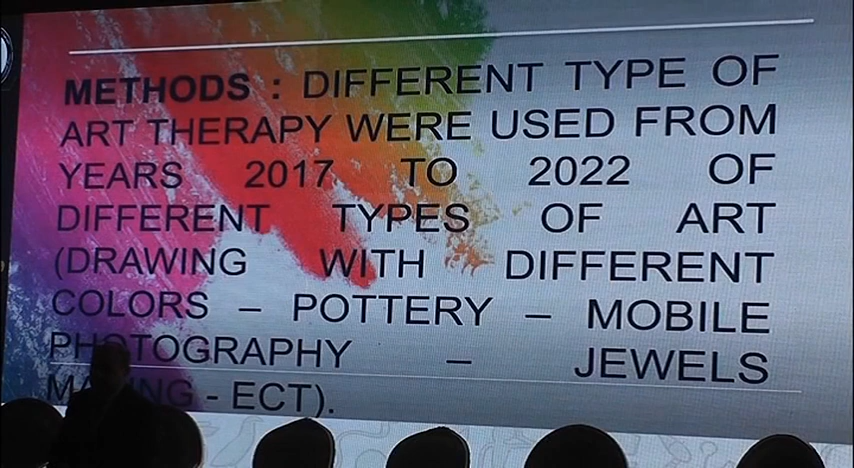 METHODS : DIFFERENT TYPE OF
ART THERAPY WERE USED FROM
YEARS 2017 TO 2022 OF
DIFFERENT TYPES OF ART
(DRAWING WITH DIFFERENT
COLORS – POTTERY – MOBILE
PHOTOGRAPHY – JEWELS
MAKING - ECT).